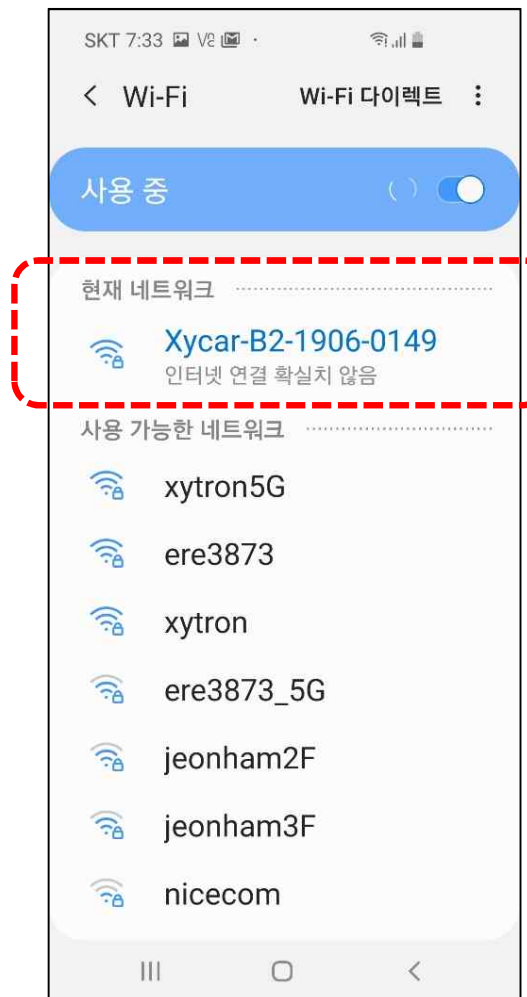 SKT 7:33
Wi-Fi Wi-Fi 다이렉트
사용 중
현재 네트워크
Xycar-B2-1906-0149
인터넷 연결 확실치 않음
사용 가능한 네트워크
xytron5G
ere3873
xytron
ere3873_5G
jeonham2F
jeonham3F
nicecom